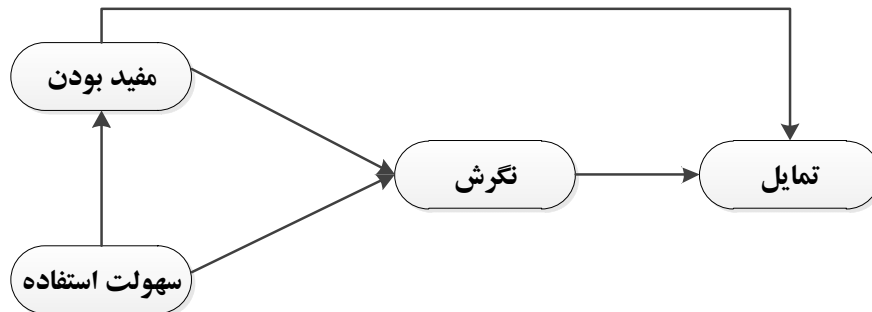 مفید بودن
نگرش
تمایل
سهولت استفاده